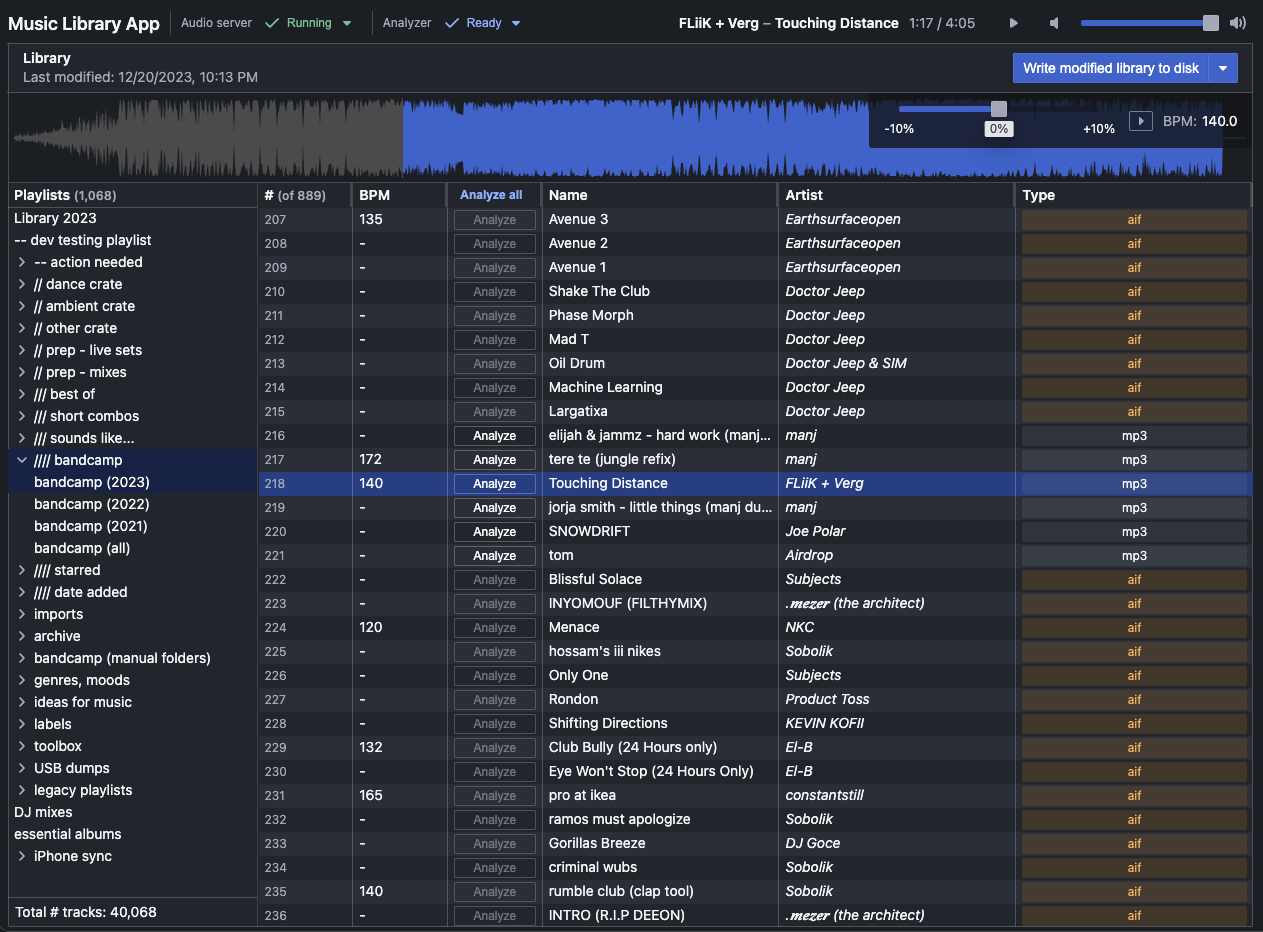 Music Library App Audio server Running Analyzer Ready FLiiK + Verg – Touching Distance 1:17 / 4:05
Library
Last modified: 12/20/2023, 10:13 PM
Write modified library to disk
-10% 0% +10% BPM: 140.0
Playlists (1,068)
Library 2023
-- dev testing playlist
-- action needed
// dance crate
// ambient crate
// other crate
// prep - live sets
// prep - mixes
/// best of
/// short combos
/// sounds like...
//// bandcamp
bandcamp (2023)
bandcamp (2022)
bandcamp (2021)
bandcamp (all)
//// starred
//// date added
imports
archive
bandcamp (manual folders)
genres, moods
ideas for music
labels
toolbox
USB dumps
legacy playlists
DJ mixes
essential albums
iPhone sync
Total # tracks: 40,068
# (of 889) BPM Analyze all Name Artist Type
207 135 Analyze Avenue 3 Earthsurfaceopen aif
208 - Analyze Avenue 2 Earthsurfaceopen aif
209 - Analyze Avenue 1 Earthsurfaceopen aif
210 - Analyze Shake The Club Doctor Jeep aif
211 - Analyze Phase Morph Doctor Jeep aif
212 - Analyze Mad T Doctor Jeep aif
213 - Analyze Oil Drum Doctor Jeep & SIM aif
214 - Analyze Machine Learning Doctor Jeep aif
215 - Analyze Largatixa Doctor Jeep aif
216 - Analyze elijah & jammz - hard work (manj... manj mp3
217 172 Analyze tere te (jungle refix) manj mp3
218 140 Analyze Touching Distance FLiiK + Verg mp3
219 - Analyze jorja smith - little things (manj du... manj mp3
220 - Analyze SNOWDRIFT Joe Polar mp3
221 - Analyze tom Airdrop mp3
222 - Analyze Blissful Solace Subjects aif
223 - Analyze INYOMOUF (FILTHYMIX) .𝒎𝒆𝒛𝒆𝒓 (the architect) aif
224 120 Analyze Menace NKC aif
225 - Analyze hossam's iii nikes Sobolik aif
226 - Analyze Only One Subjects aif
227 - Analyze Rondon Product Toss aif
228 - Analyze Shifting Directions KEVIN KOFII aif
229 132 Analyze Club Bully (24 Hours only) El-B aif
230 - Analyze Eye Won't Stop (24 Hours Only) El-B aif
231 165 Analyze pro at ikea constantstill aif
232 - Analyze ramos must apologize Sobolik aif
233 - Analyze Gorillas Breeze DJ Goce aif
234 - Analyze criminal wubs Sobolik aif
235 140 Analyze rumble club (clap tool) Sobolik aif
236 - Analyze INTRO (R.I.P DEEON) .𝒎𝒆𝒛𝒆𝒓 (the architect) aif